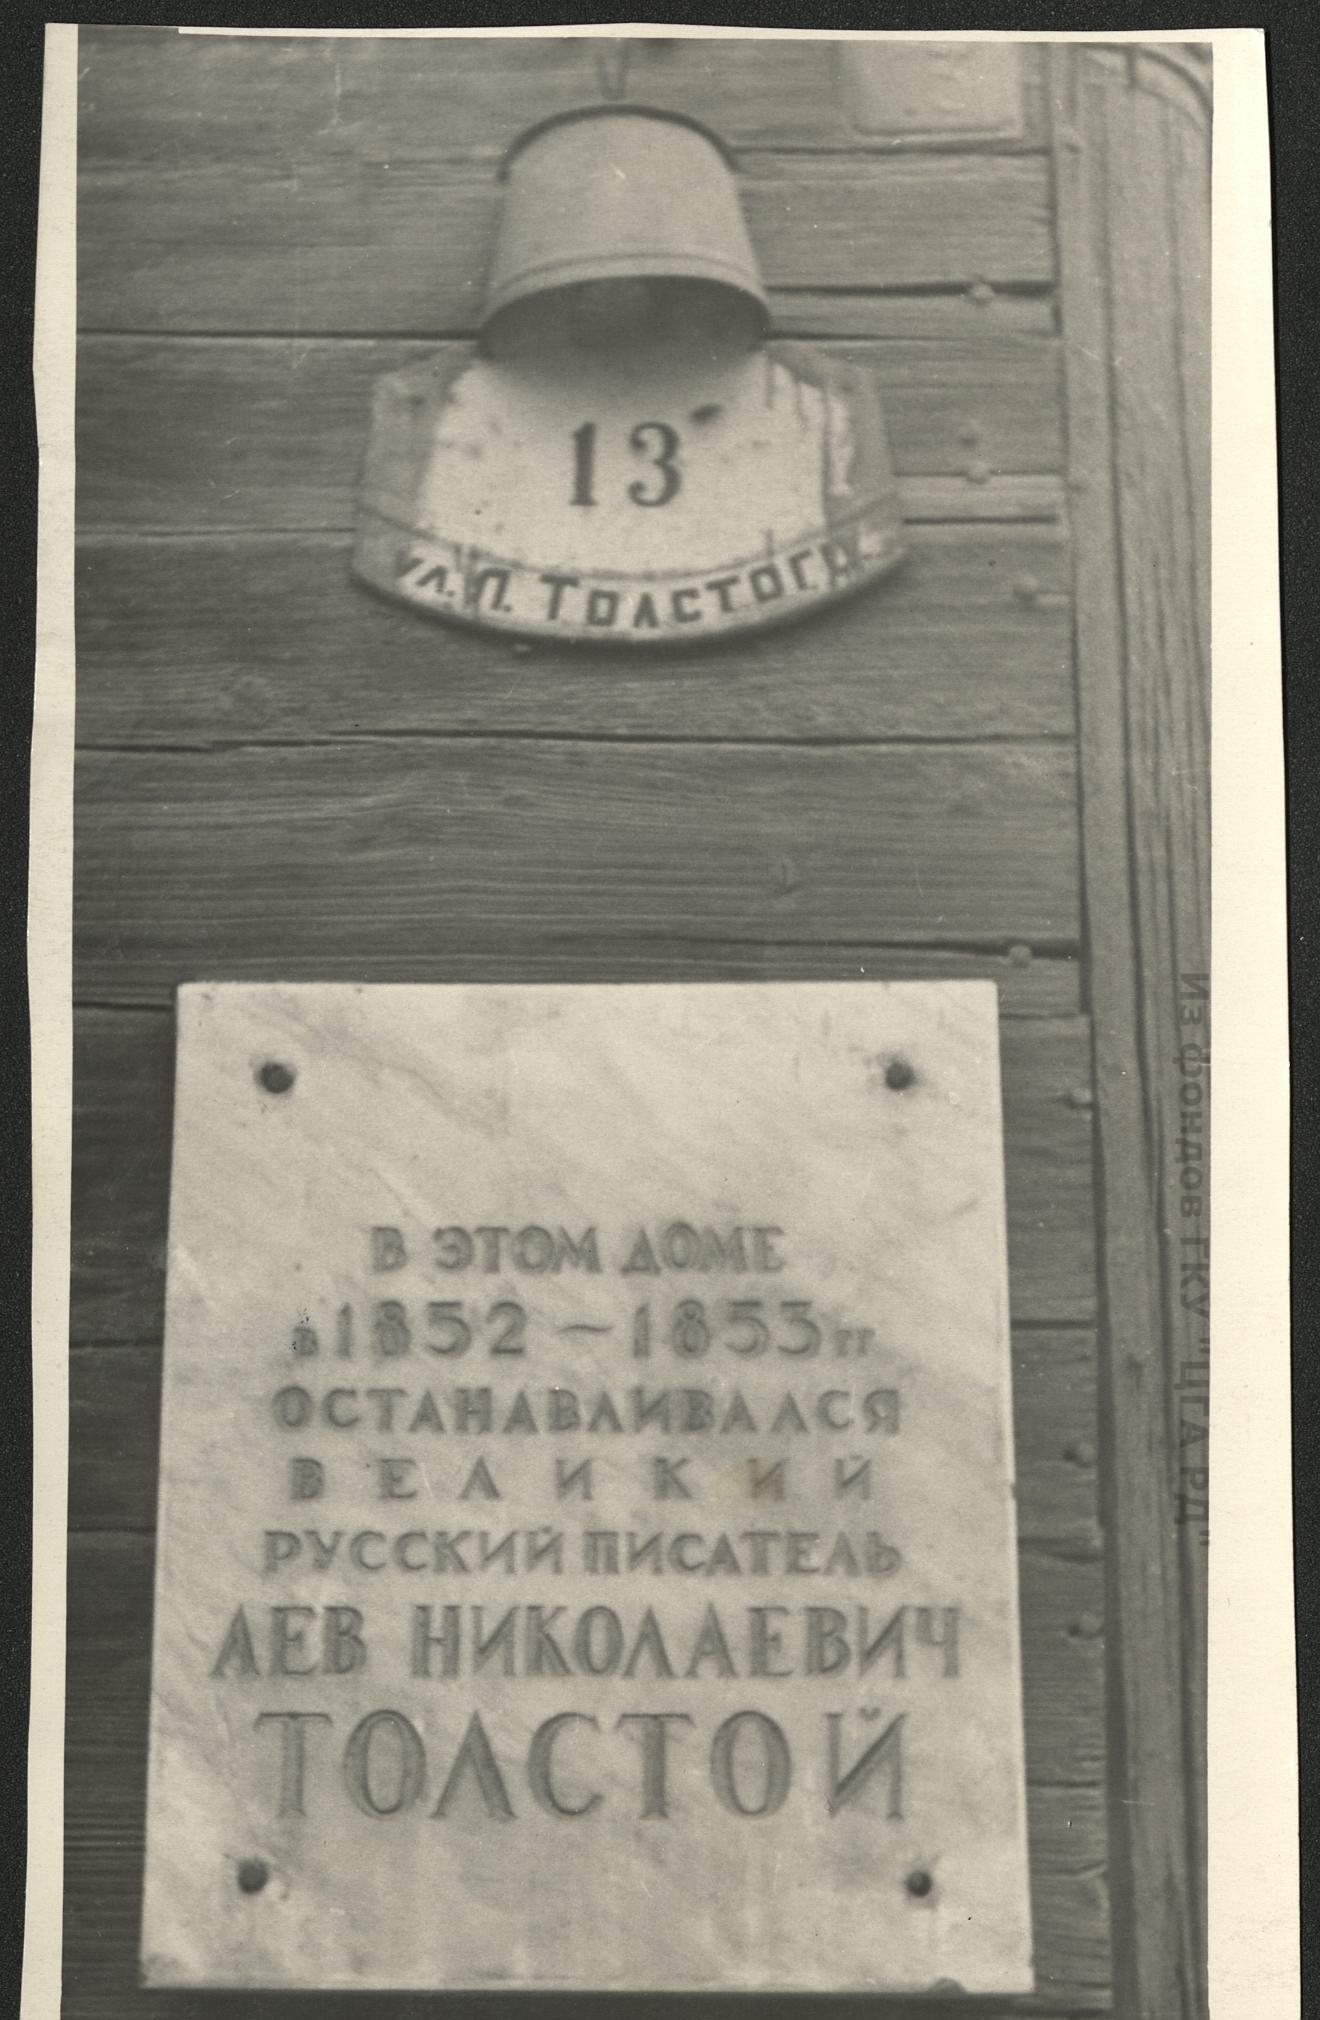 13
ул. Л. Толстого
В ЭТОМ ДОМЕ
в 1852 – 1853 гг
ОСТАНАВЛИВАЛСЯ
ВЕЛИКИЙ
РУССКИЙ ПИСАТЕЛЬ
ЛЕВ НИКОЛАЕВИЧ
ТОЛСТОЙ
Из фондов ГКУ "ЦГА РД"